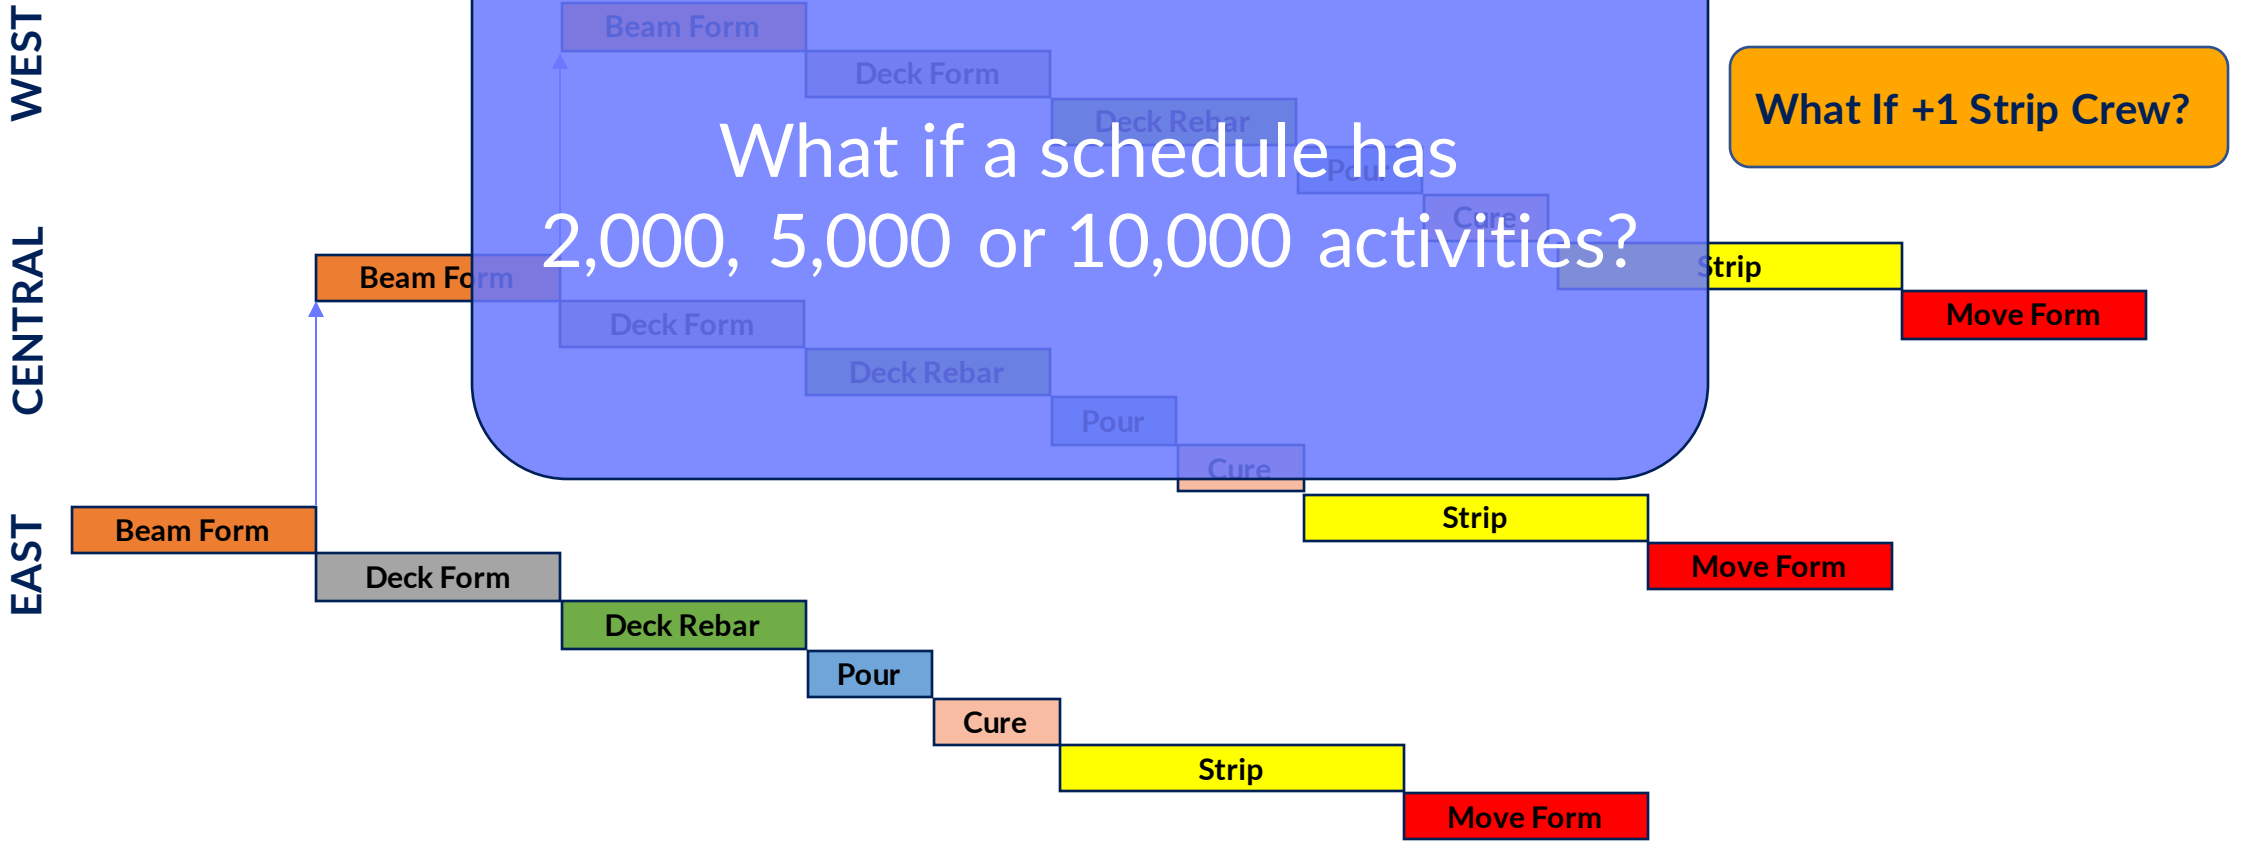 WEST
Beam Form
Deck Form
Deck Rebar
Pour
Cure
Strip
Move Form
What if a schedule has
2,000, 5,000 or 10,000 activities?
What If +1 Strip Crew?
CENTRAL
Beam Form
Deck Form
Deck Rebar
Pour
Cure
Strip
Move Form
EAST
Beam Form
Deck Form
Deck Rebar
Pour
Cure
Strip
Move Form